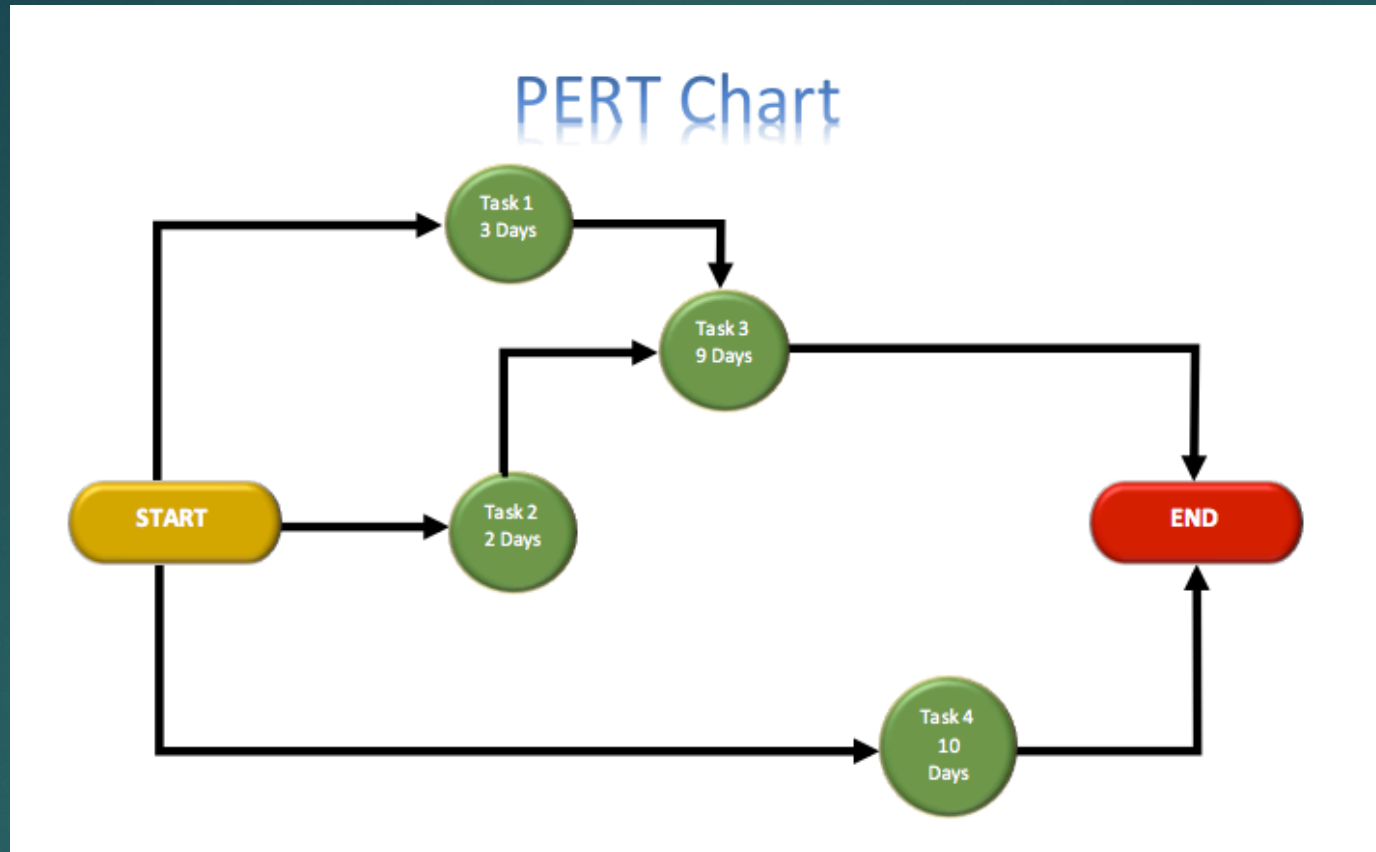 PERT Chart
Task 1
3 Days
Task 3
9 Days
START
Task 2
2 Days
END
Task 4
10
Days